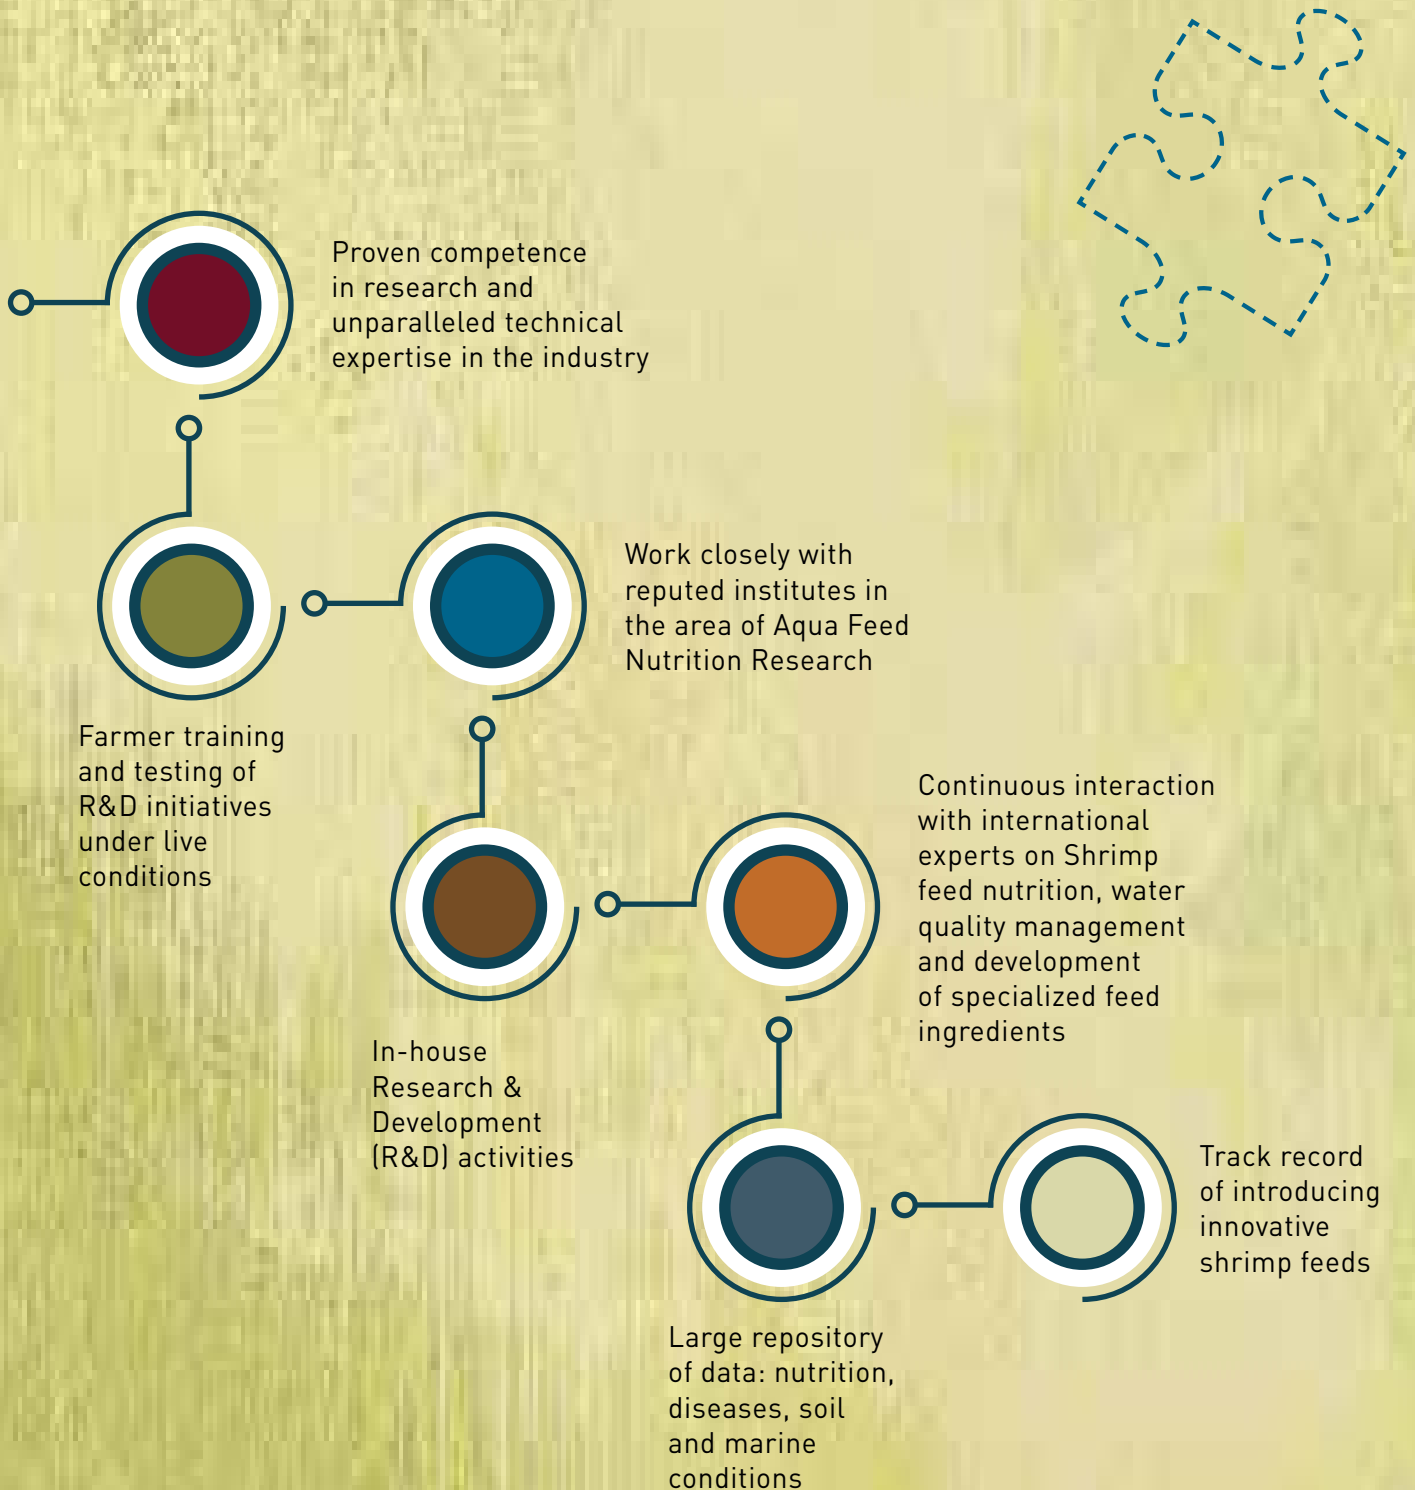 Proven competence
in research and
unparalleled technical
expertise in the industry
Work closely with
reputed institutes in
the area of Aqua Feed
Nutrition Research
Farmer training
and testing of
R&D initiatives
under live
conditions
Continuous interaction
with international
experts on Shrimp
feed nutrition, water
quality management
and development
of specialized feed
ingredients
In-house
Research &
Development
(R&D) activities
Track record
of introducing
innovative
shrimp feeds
Large repository
of data: nutrition,
diseases, soil
and marine
conditions